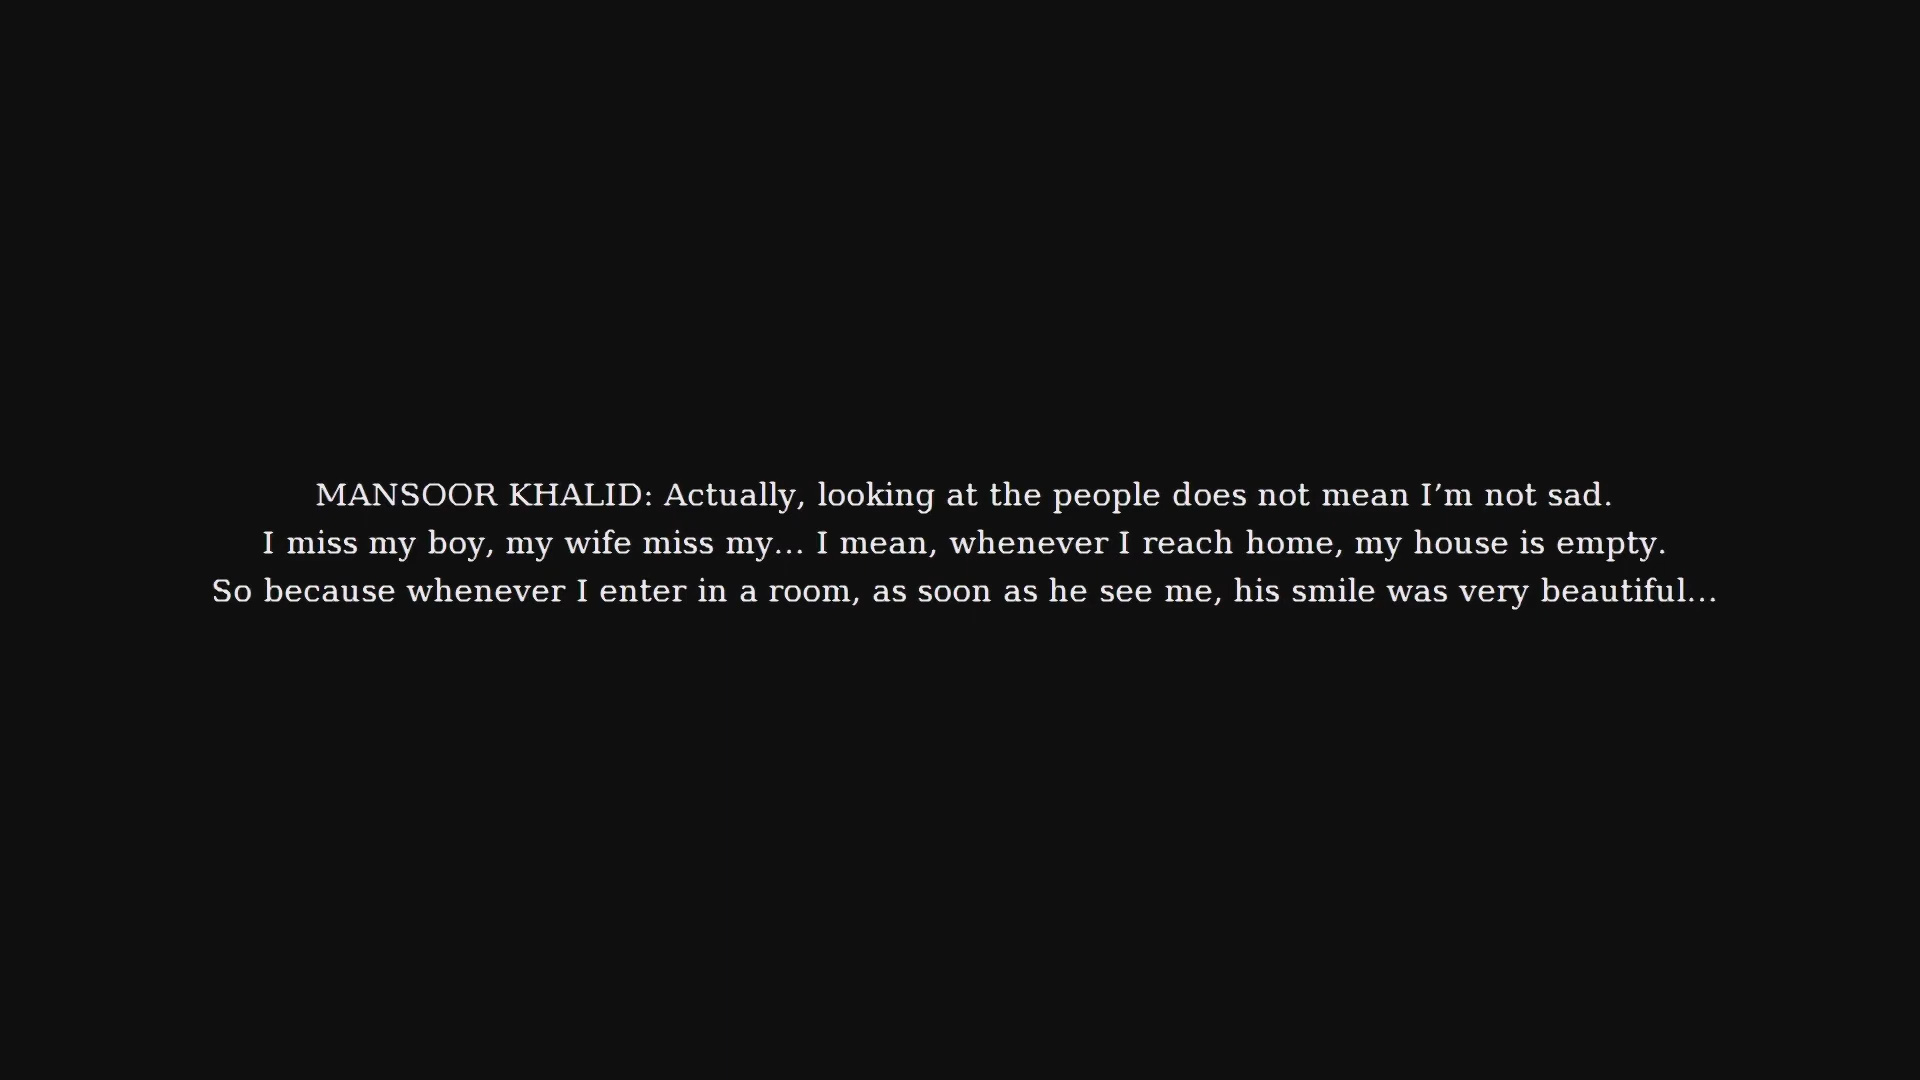 MANSOOR KHALID: Actually, looking at the people does not mean I’m not sad.
I miss my boy, my wife miss my... I mean, whenever I reach home, my house is empty.
So because whenever I enter in a room, as soon as he see me, his smile was very beautiful...